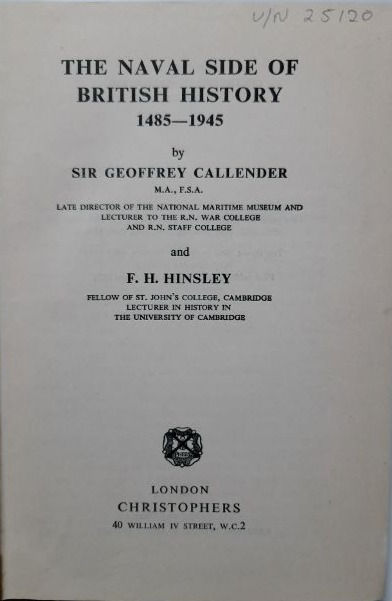 U/N 25120
THE NAVAL SIDE OF
BRITISH HISTORY
1485—1945
by
SIR GEOFFREY CALLENDER
M.A., F.S.A.
LATE DIRECTOR OF THE NATIONAL MARITIME MUSEUM AND
LECTURER TO THE R.N. WAR COLLEGE
AND R.N. STAFF COLLEGE
and
F. H. HINSLEY
FELLOW OF ST. JOHN'S COLLEGE, CAMBRIDGE
LECTURER IN HISTORY IN
THE UNIVERSITY OF CAMBRIDGE
LONDON
CHRISTOPHERS
40 WILLIAM IV STREET, W.C.2